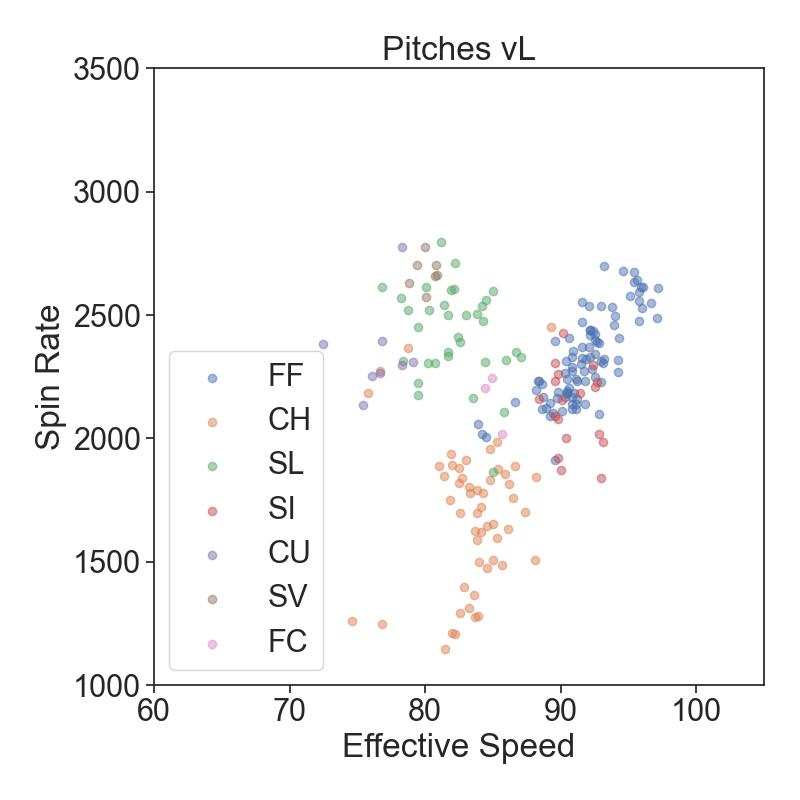 Pitches vL
3500
3000
2500
2000
1500
1000
Spin Rate
FF
CH
SL
SI
CU
SV
FC
60 70 80 90 100
Effective Speed